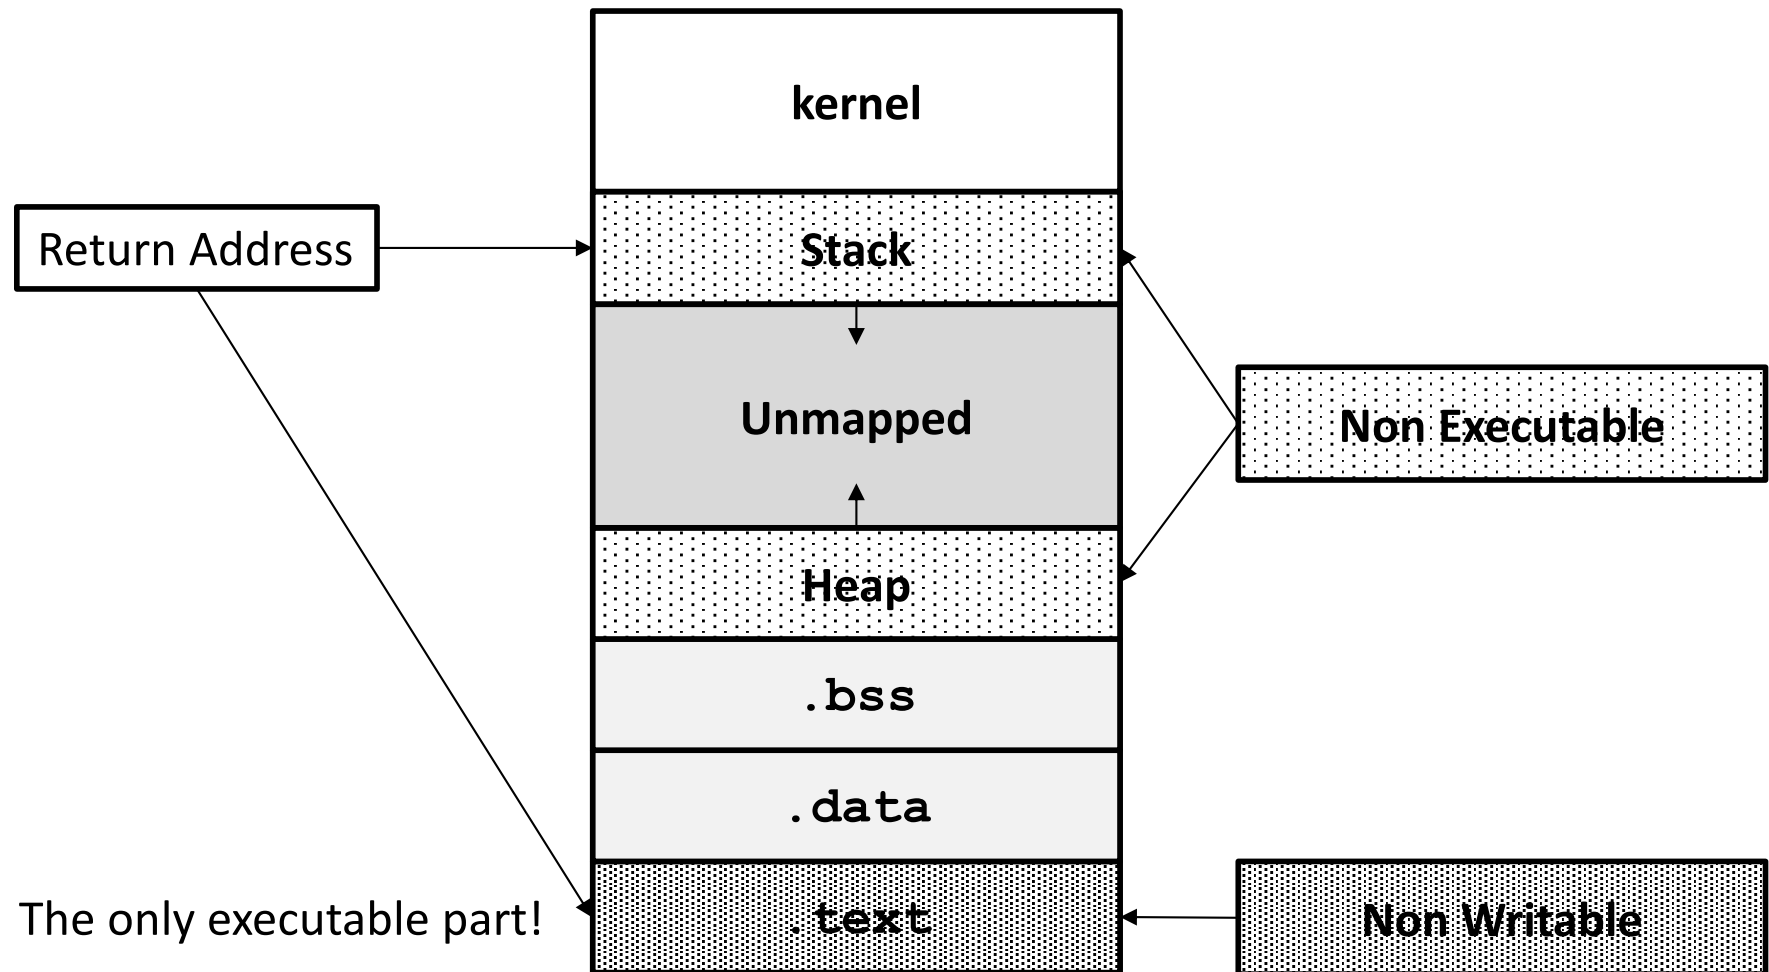 kernel
Return Address
Stack
Unmapped
Non Executable
Heap
.bss
.data
The only executable part!
.text
Non Writable